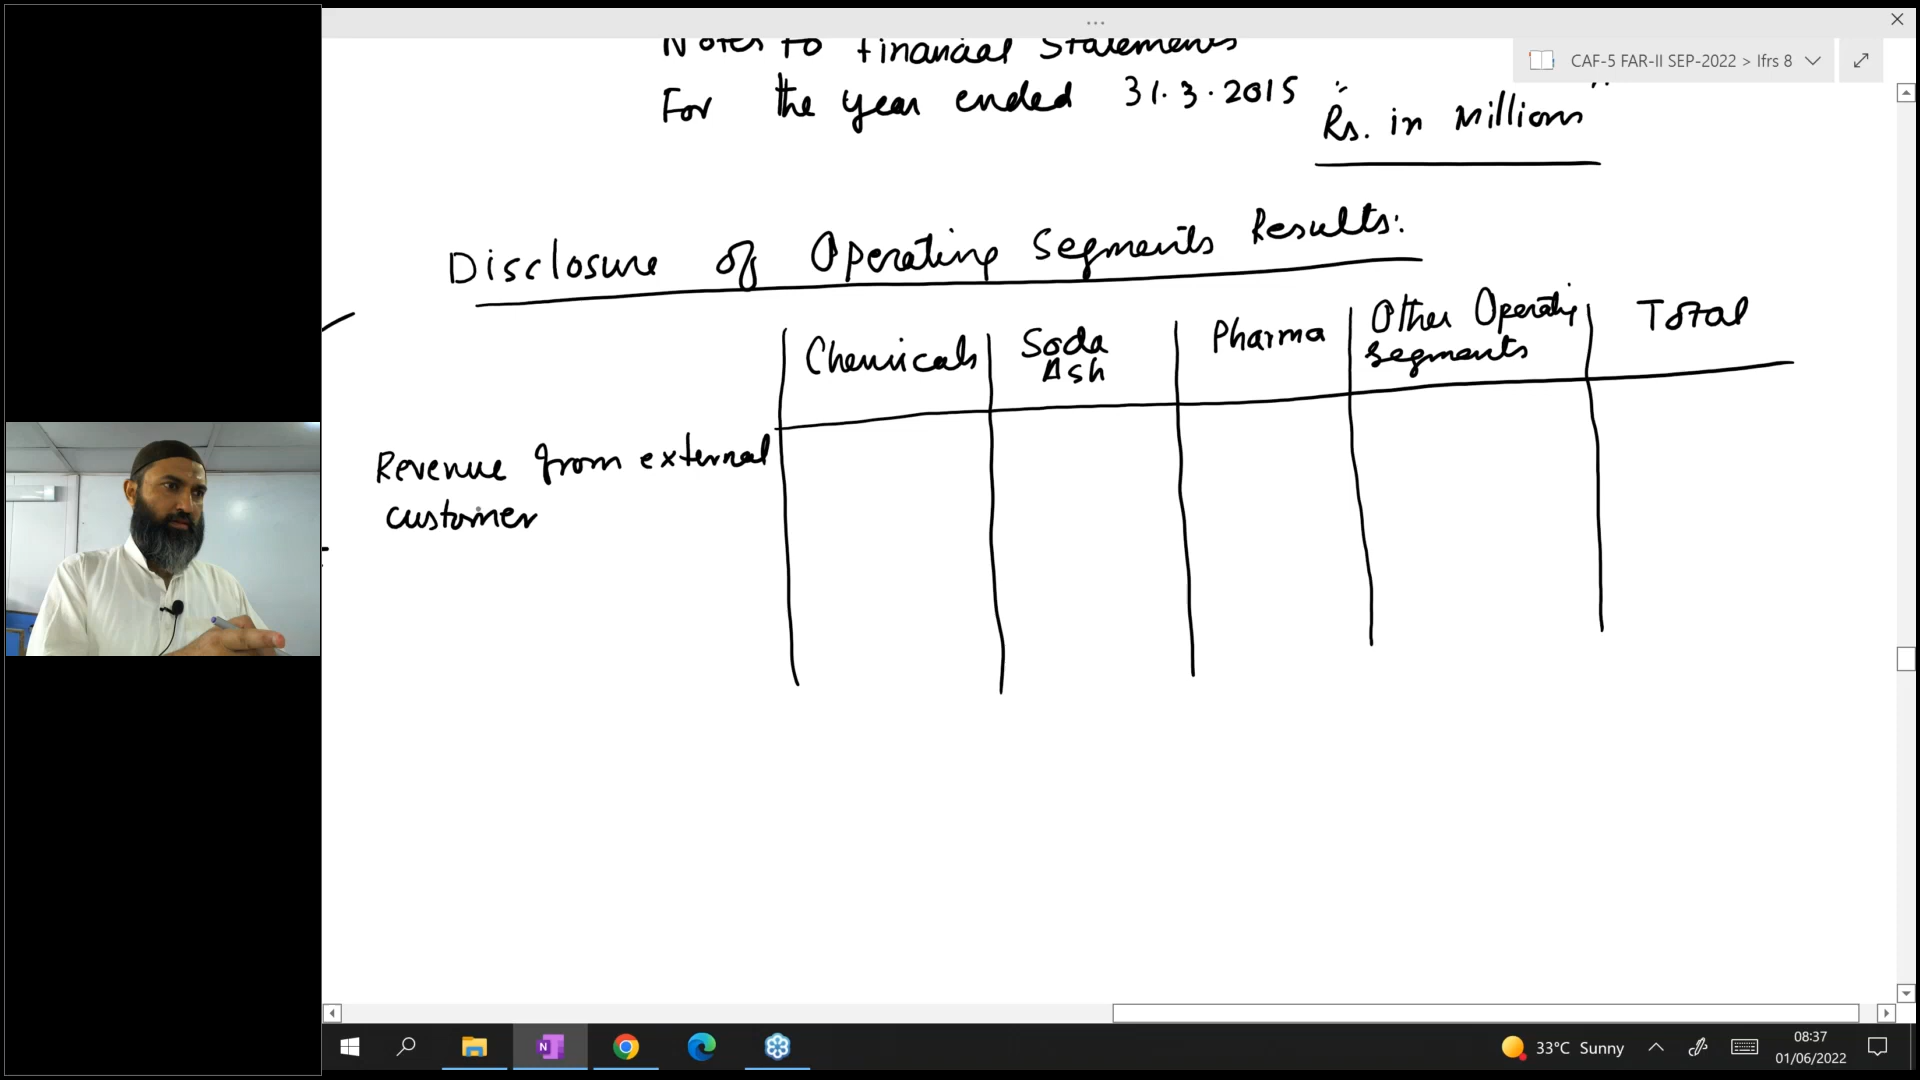 CAF-5 FAR-II SEP-2022 > Ifrs 8
Notes to Financial Statements
For the year ended 31.3.2015
"Rs. in Millions"
Disclosure of Operating Segments Results:
Chemicals
Soda
Ash
Pharma
Other Operating
Segments
Total
Revenue from external
customer
33°C Sunny
08:37
01/06/2022